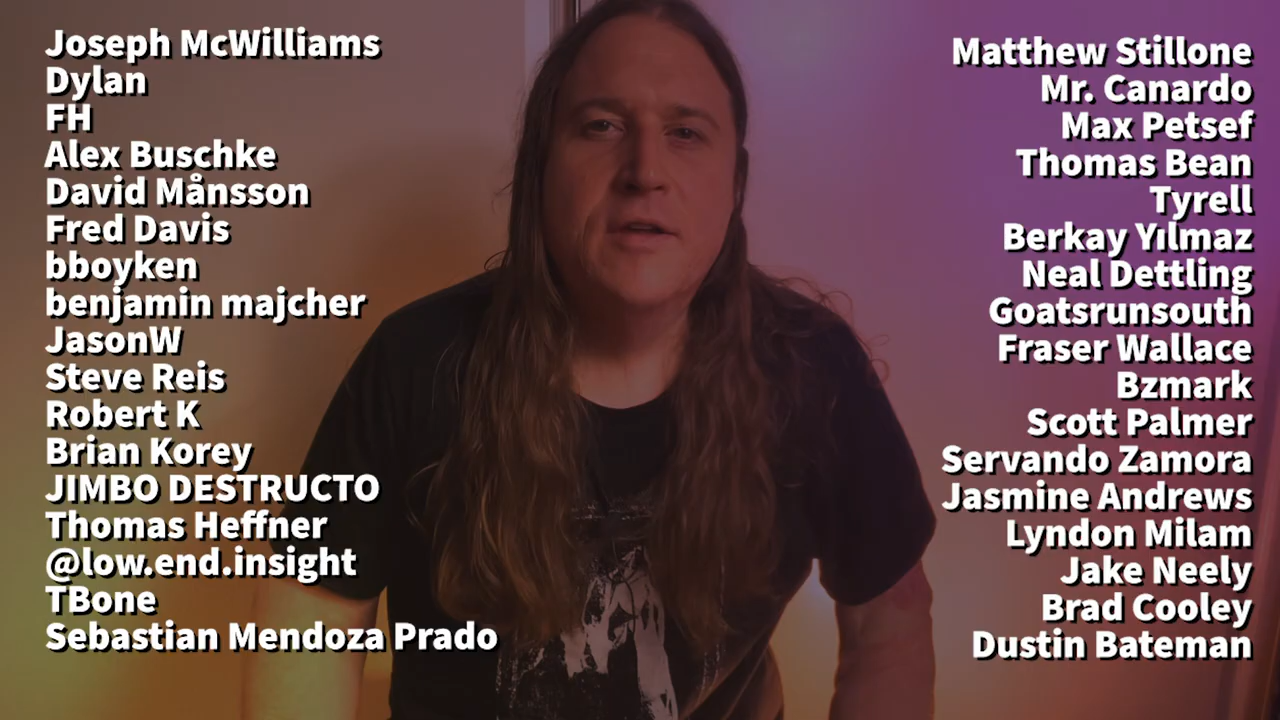 Joseph McWilliams
Dylan
FH
Alex Buschke
David Månsson
Fred Davis
bboyken
benjamin majcher
JasonW
Steve Reis
Robert K
Brian Korey
JIMBO DESTRUCTO
Thomas Heffner
@low.end.insight
TBone
Sebastian Mendoza Prado
Matthew Stillone
Mr. Canardo
Max Petsef
Thomas Bean
Tyrell
Berkay Yılmaz
Neal Dettling
Goatsrunsouth
Fraser Wallace
Bzmark
Scott Palmer
Servando Zamora
Jasmine Andrews
Lyndon Milam
Jake Neely
Brad Cooley
Dustin Bateman